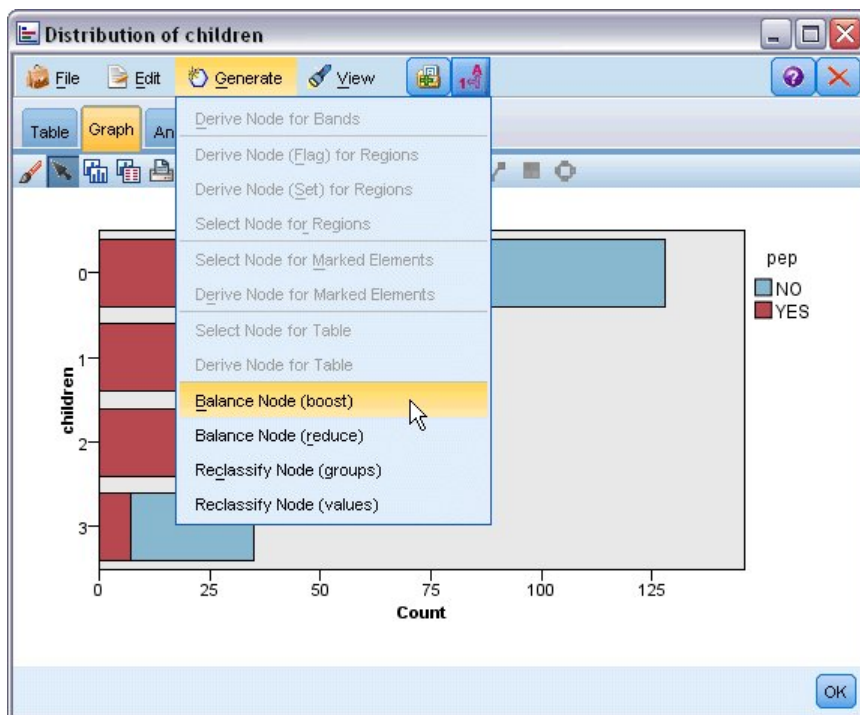 Distribution of children
File Edit Generate View
Table Graph An
Derive Node for Bands
Derive Node (Flag) for Regions
Derive Node (Set) for Regions
Select Node for Regions
Select Node for Marked Elements
Derive Node for Marked Elements
Select Node for Table
Derive Node for Table
Balance Node (boost)
Balance Node (reduce)
Reclassify Node (groups)
Reclassify Node (values)
children
0
1
2
3
0 25 50 75 100 125
Count
pep
NO
YES
OK